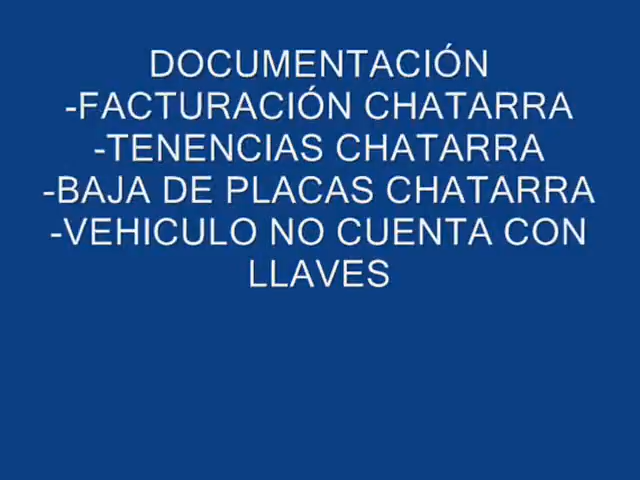 DOCUMENTACIÓN
-FACTURACIÓN CHATARRA
-TENENCIAS CHATARRA
-BAJA DE PLACAS CHATARRA
-VEHICULO NO CUENTA CON
LLAVES